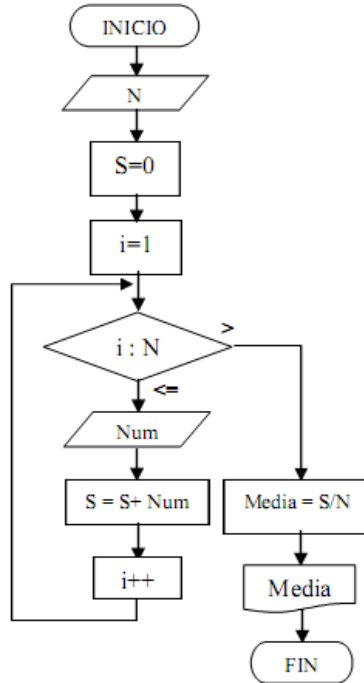 INICIO
N
S=0
i=1
i : N
>
<=
Num
S = S+ Num
i++
Media = S/N
Media
FIN